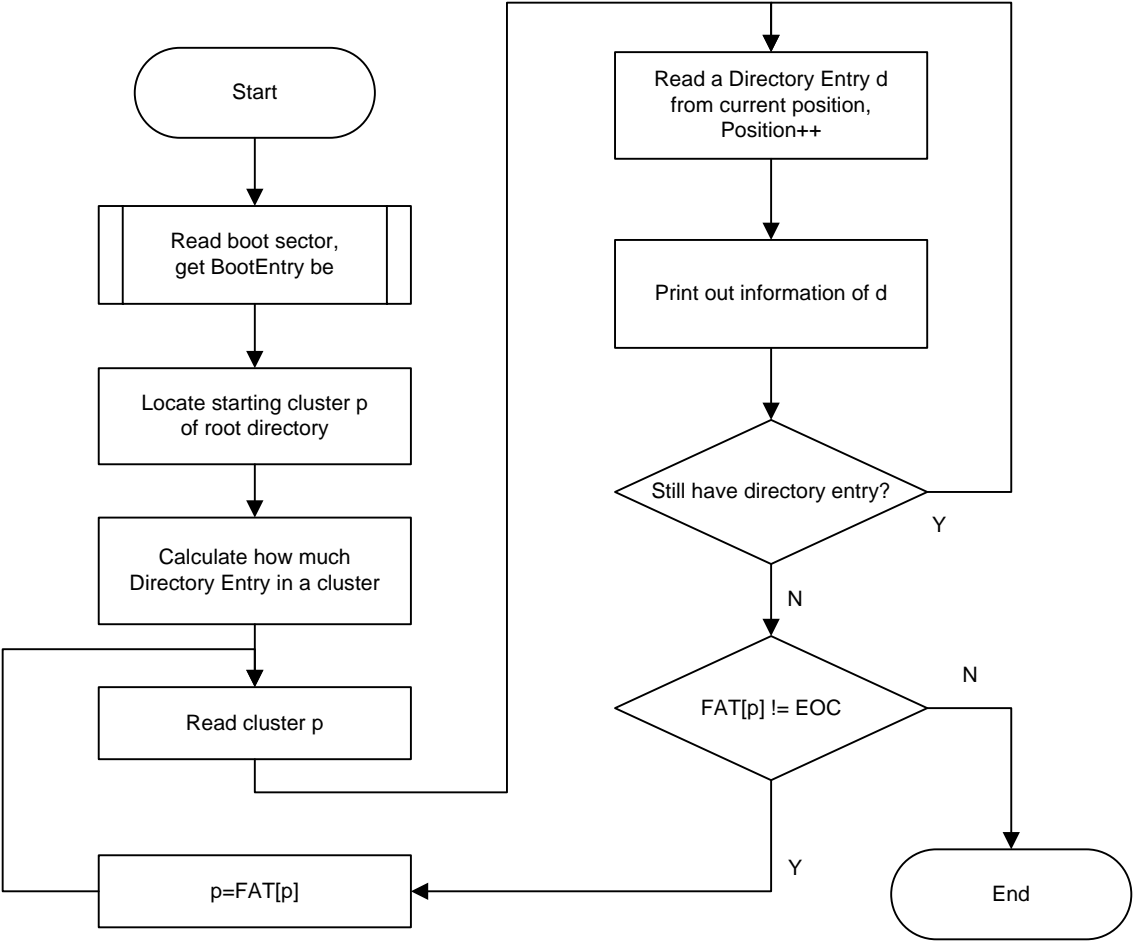 Start
Read boot sector,
get BootEntry be
Locate starting cluster p
of root directory
Calculate how much
Directory Entry in a cluster
Read cluster p
p=FAT[p]
Read a Directory Entry d
from current position,
Position++
Print out information of d
Still have directory entry?
Y
N
FAT[p] != EOC
N
Y
End